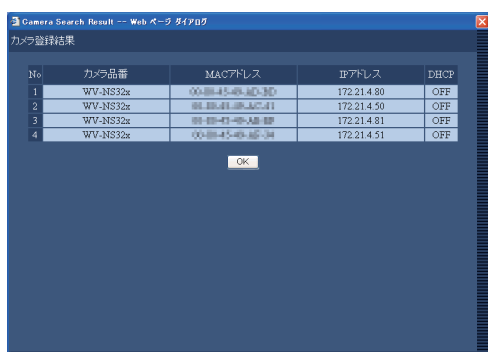 Camera Search Result -- Web ページ ダイアログ
カメラ登録結果
No カメラ品番 MACアドレス IPアドレス DHCP
1 WV-NS32x 172.21.4.80 OFF
2 WV-NS32x 172.21.4.50 OFF
3 WV-NS32x 172.21.4.81 OFF
4 WV-NS32x 172.21.4.51 OFF
OK